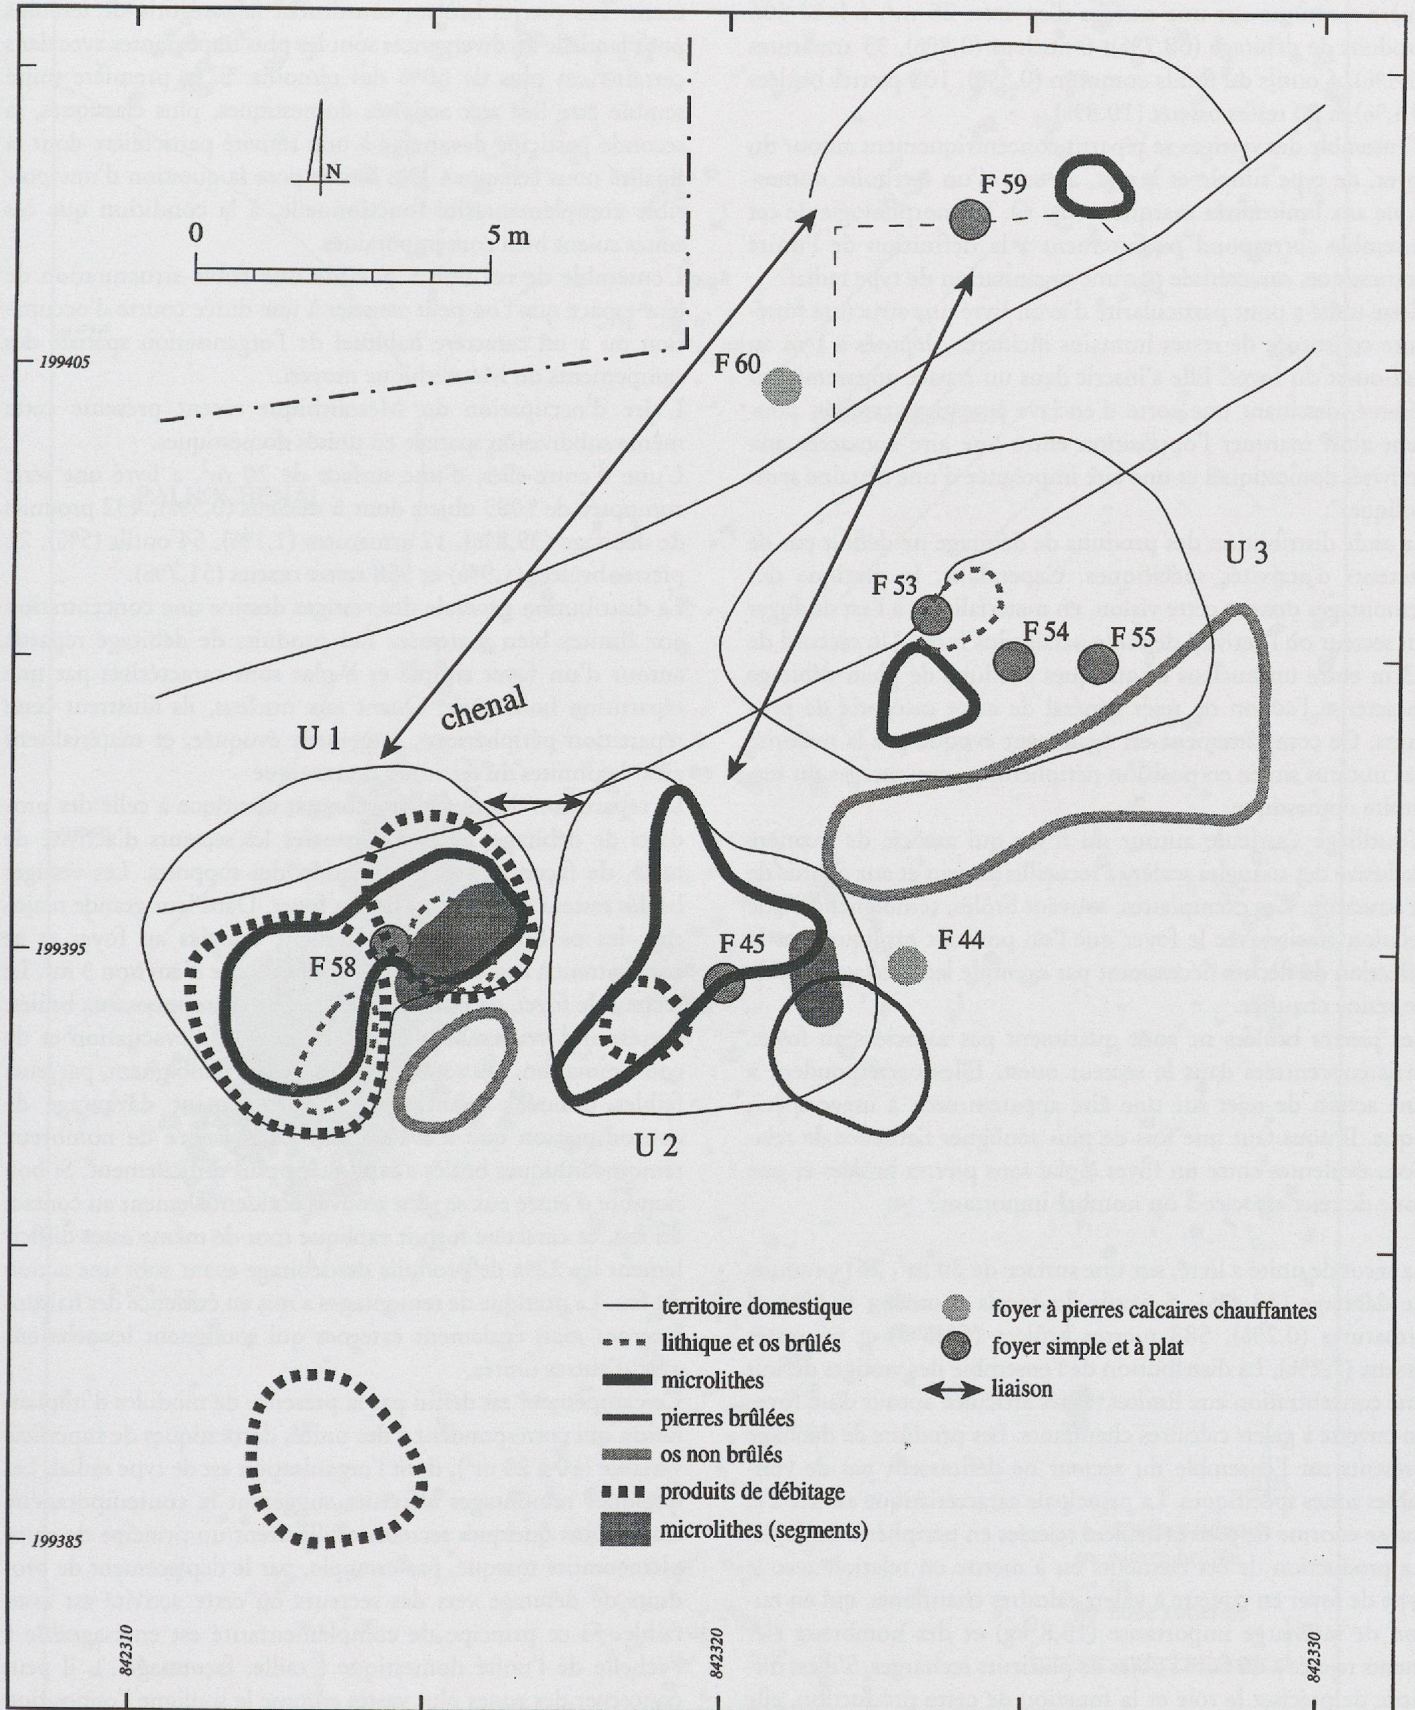 F 59
N
0 5 m
199405
F 60
U 3
F 53
F 54
F 55
chenal
U 1
199395
F 58
F 45
F 44
U 2
territoire domestique
lithique et os brûlés
microlithes
pierres brûlées
os non brûlés
produits de débitage
microlithes (segments)
foyer à pierres calcaires chauffantes
foyer simple et à plat
liaison
199385
842310
842320
842330